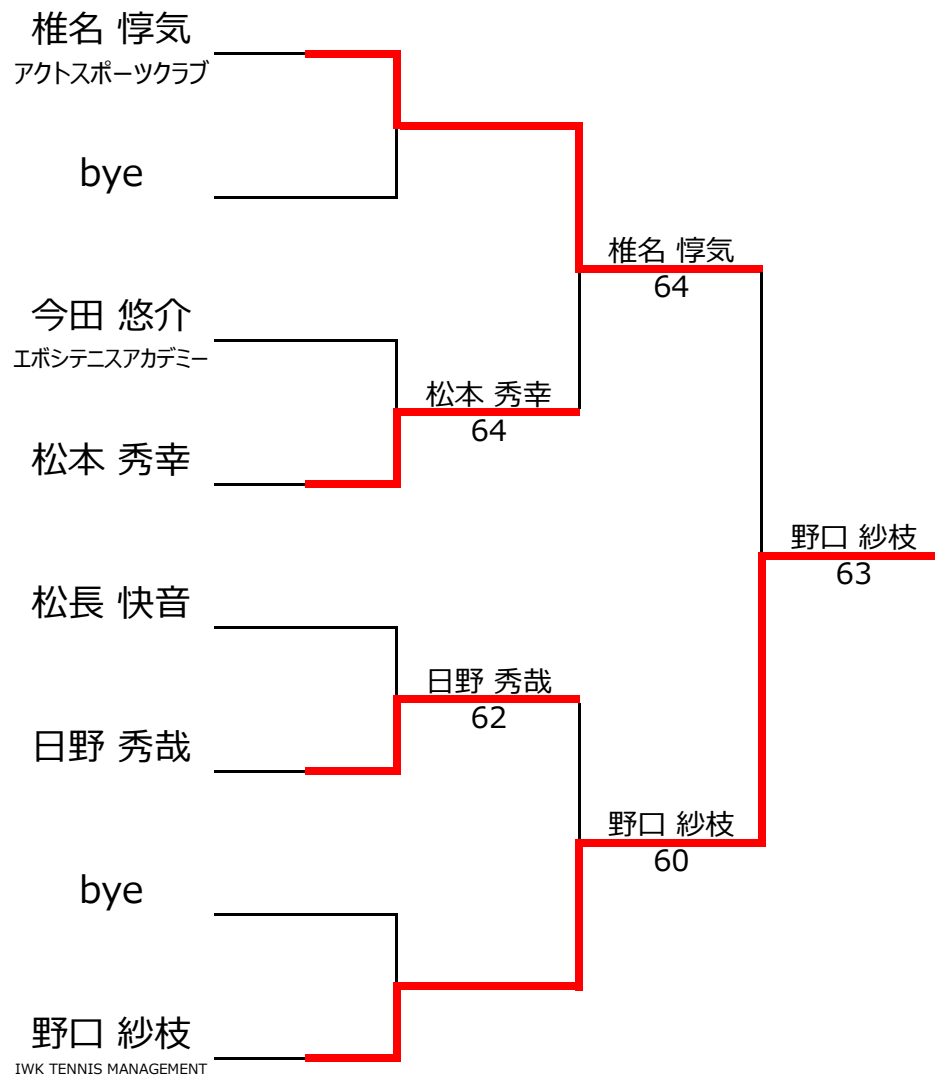 椎名 惇気
アクトスポーツクラブ
bye
今田 悠介
エボシテニスアカデミー
松本 秀幸
松長 快音
日野 秀哉
bye
野口 紗枝
IWK TENNIS MANAGEMENT
松本 秀幸
64
日野 秀哉
62
椎名 惇気
64
野口 紗枝
60
野口 紗枝
63